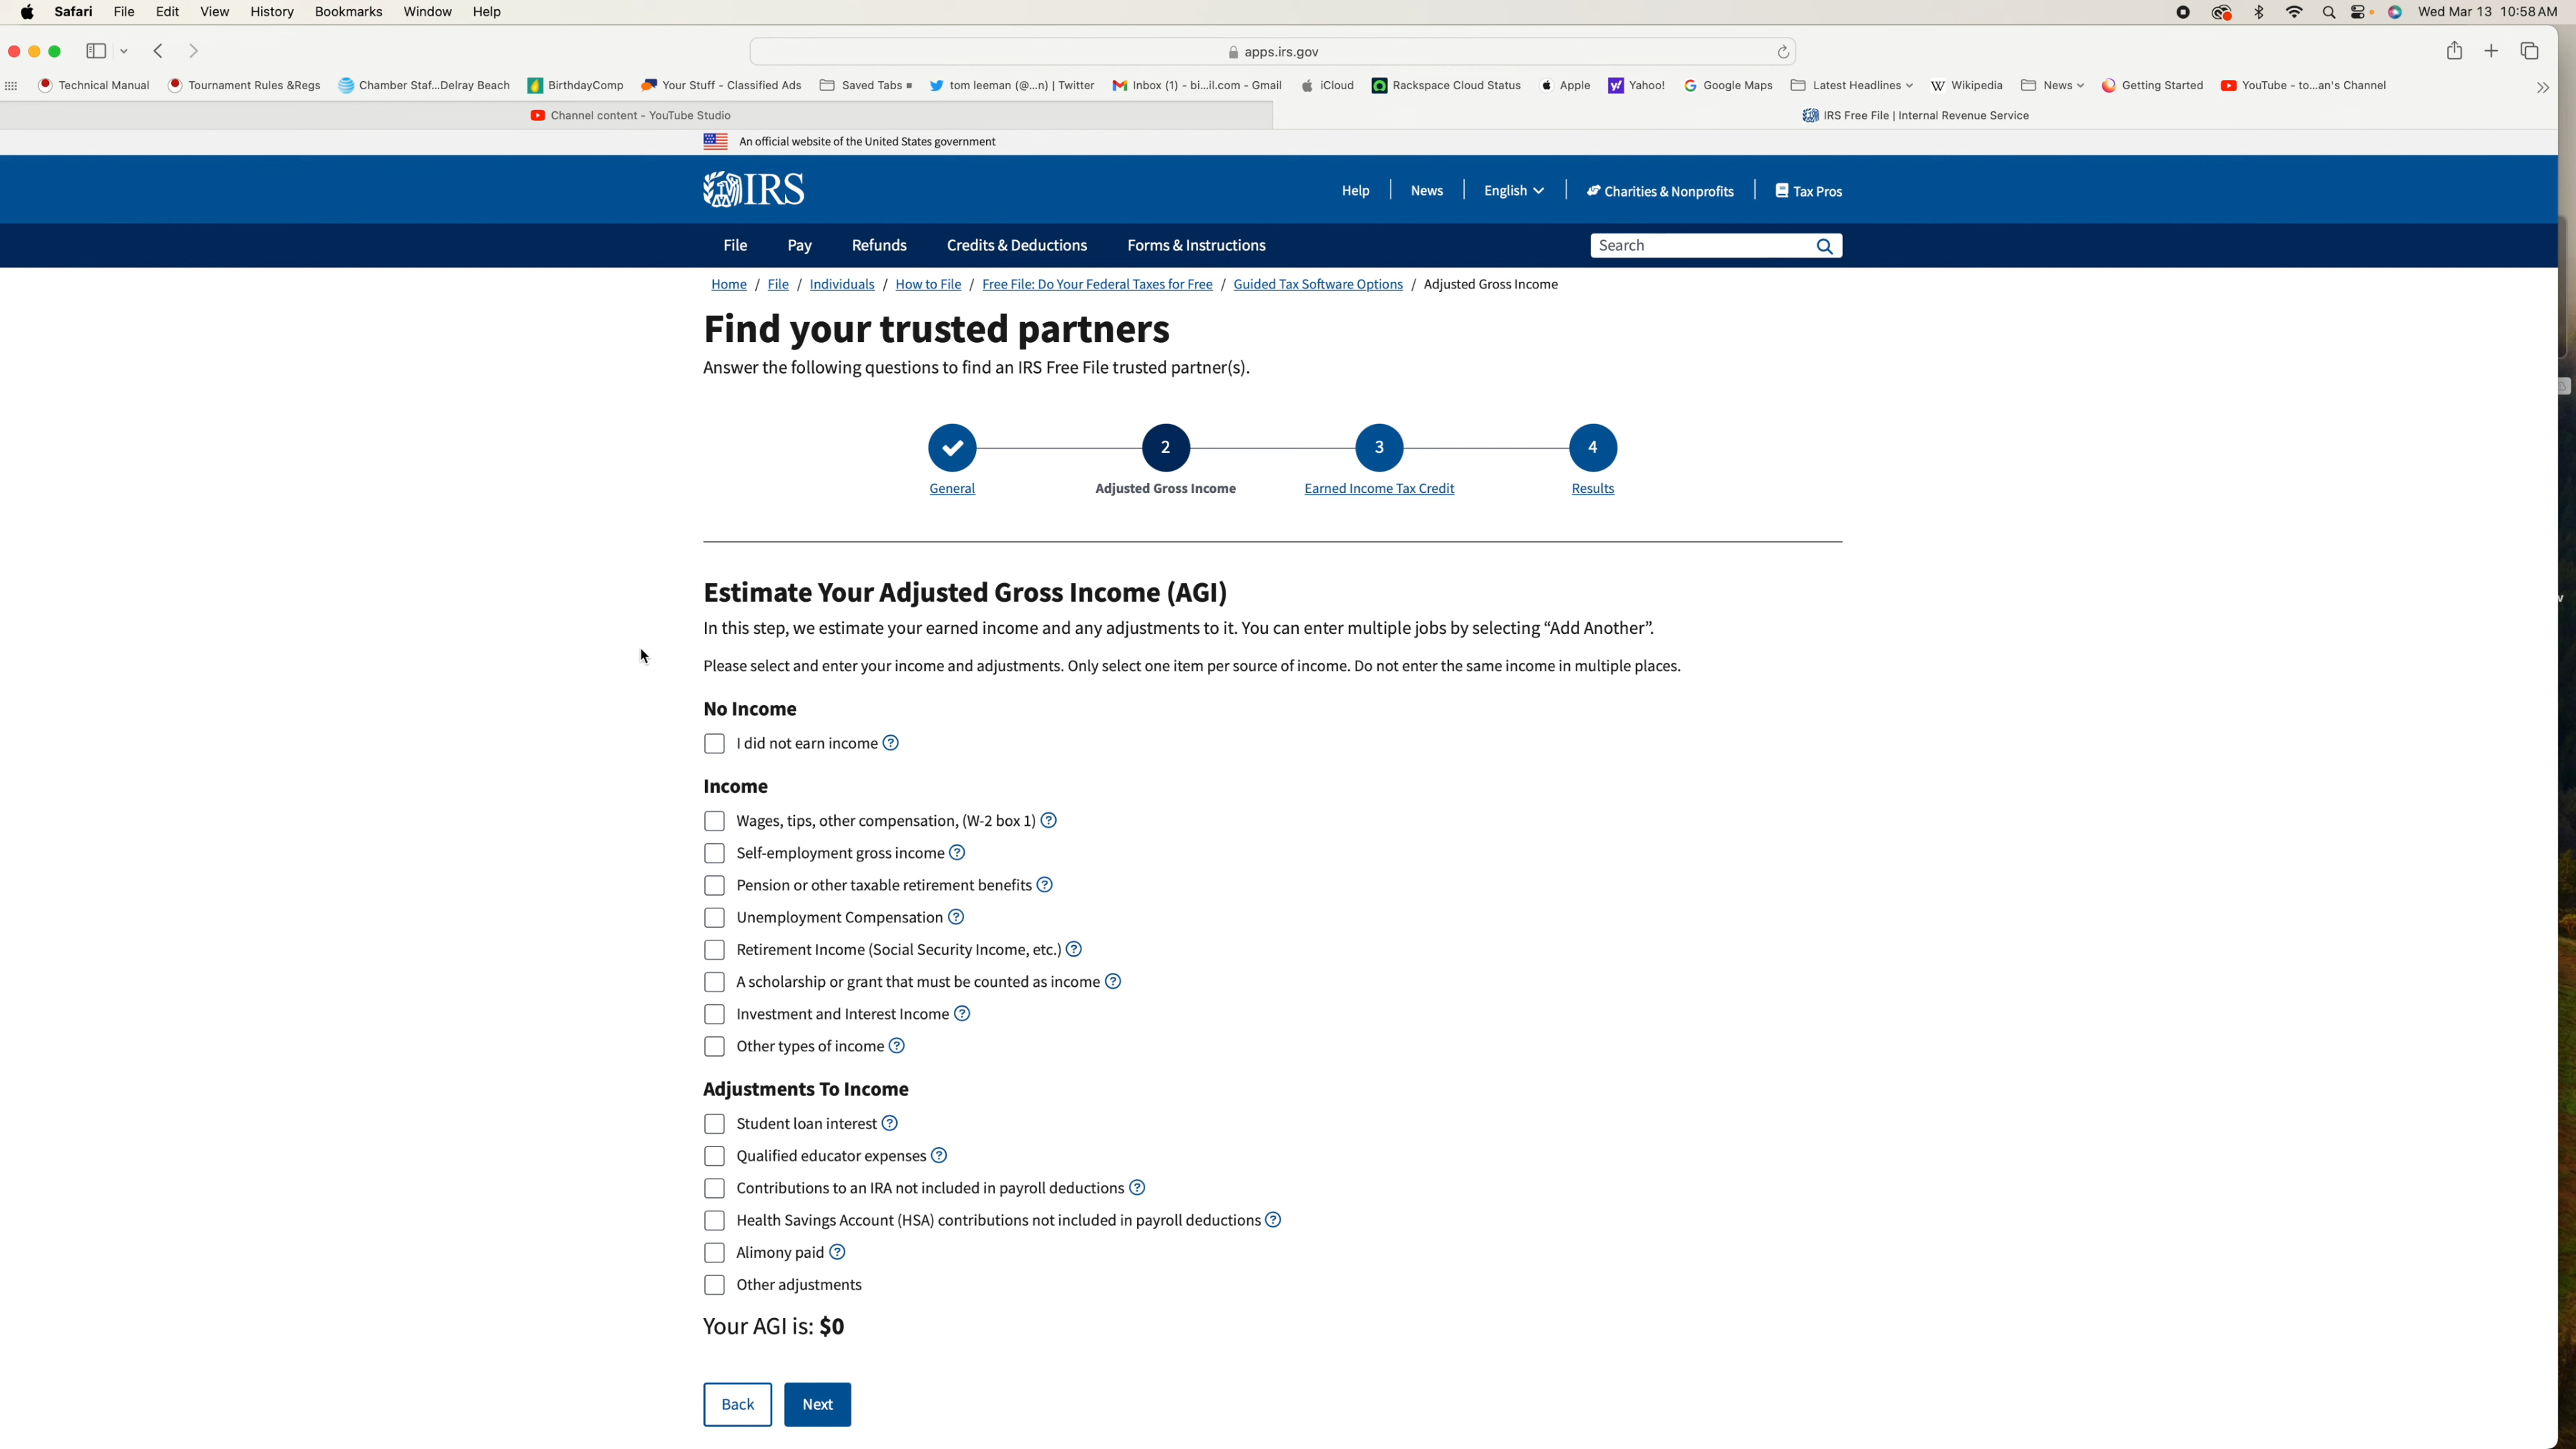 Safari File Edit View History Bookmarks Window Help Wed Mar 13 10:58 AM
apps.irs.gov
Technical Manual Tournament Rules &Regs Chamber Staf...Delray Beach BirthdayComp Your Stuff - Classified Ads Saved Tabs tom leeman (@...n) | Twitter Inbox (1) - bi...il.com - Gmail iCloud Rackspace Cloud Status Apple Yahoo! Google Maps Latest Headlines Wikipedia News Getting Started YouTube - to...an's Channel
Channel content - YouTube Studio IRS Free File | Internal Revenue Service
An official website of the United States government
IRS Help News English Charities & Nonprofits Tax Pros
File Pay Refunds Credits & Deductions Forms & Instructions Search
Home / File / Individuals / How to File / Free File: Do Your Federal Taxes for Free / Guided Tax Software Options / Adjusted Gross Income
Find your trusted partners
Answer the following questions to find an IRS Free File trusted partner(s).
2 3 4
General Adjusted Gross Income Earned Income Tax Credit Results
Estimate Your Adjusted Gross Income (AGI)
In this step, we estimate your earned income and any adjustments to it. You can enter multiple jobs by selecting “Add Another”.
Please select and enter your income and adjustments. Only select one item per source of income. Do not enter the same income in multiple places.
No Income
I did not earn income ?
Income
Wages, tips, other compensation, (W-2 box 1) ?
Self-employment gross income ?
Pension or other taxable retirement benefits ?
Unemployment Compensation ?
Retirement Income (Social Security Income, etc.) ?
A scholarship or grant that must be counted as income ?
Investment and Interest Income ?
Other types of income ?
Adjustments To Income
Student loan interest ?
Qualified educator expenses ?
Contributions to an IRA not included in payroll deductions ?
Health Savings Account (HSA) contributions not included in payroll deductions ?
Alimony paid ?
Other adjustments
Your AGI is: $0
Back Next